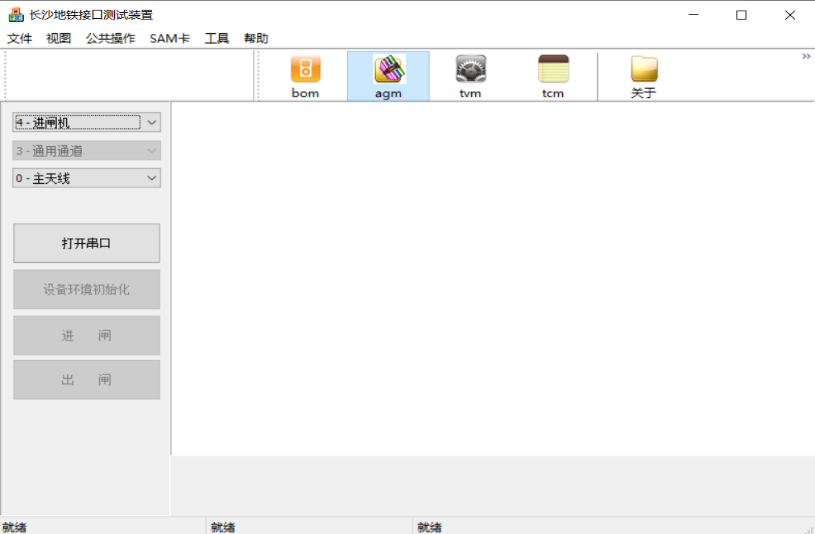 长沙地铁接口测试装置
文件 视图 公共操作 SAM卡 工具 帮助
bom agm tvm tcm 关于
4 - 进闸机
3 - 通用通道
0 - 主天线
打开串口
设备环境初始化
进 闸
出 闸
就绪 就绪 就绪